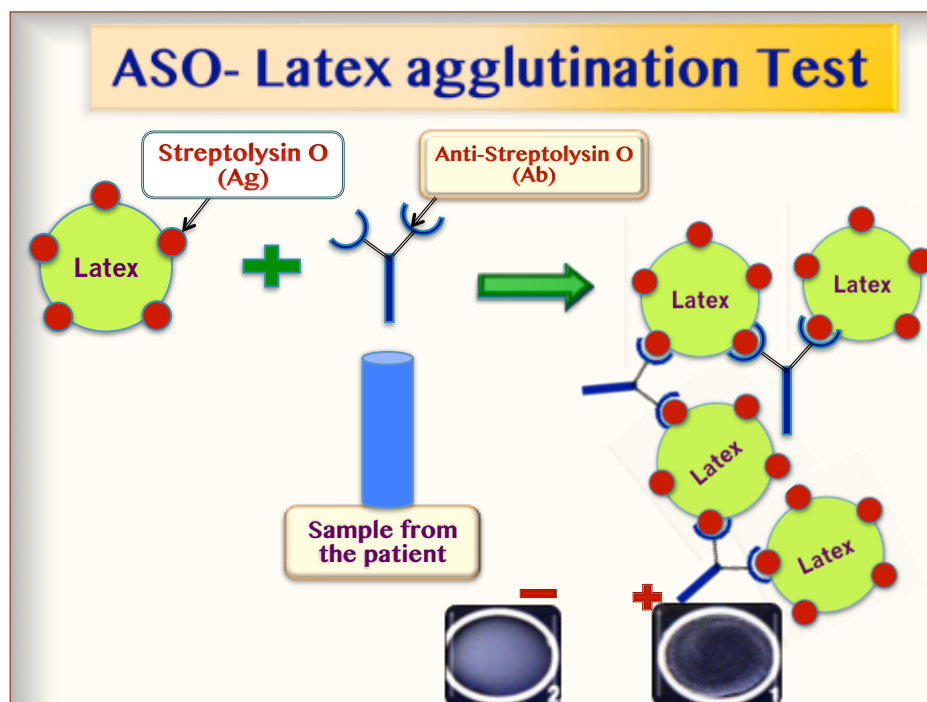 ASO- Latex agglutination Test
Streptolysin O
(Ag)
Anti-Streptolysin O
(Ab)
Latex
Latex
Latex
Latex
Latex
Sample from
the patient
2
1